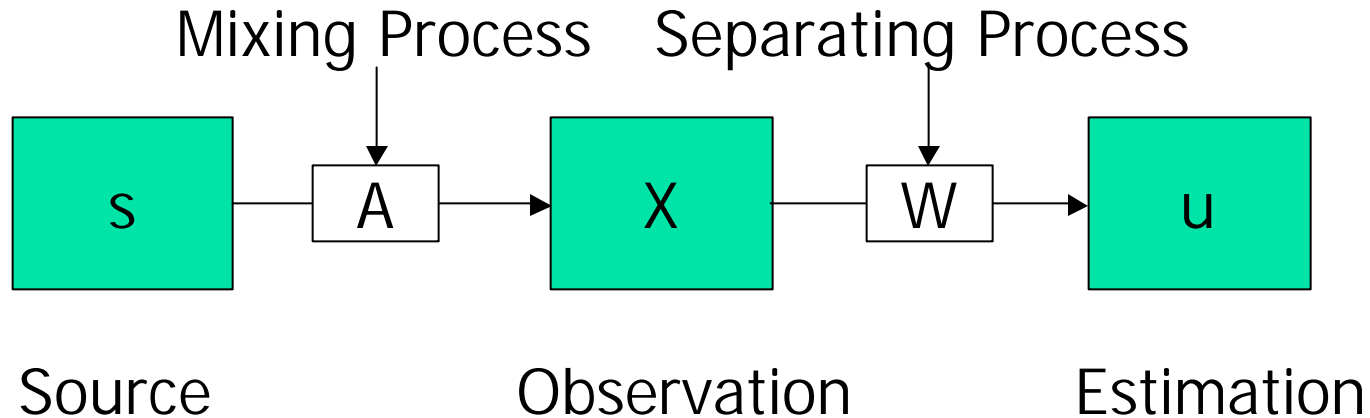 Mixing Process Separating Process
s A X W u
Source Observation Estimation